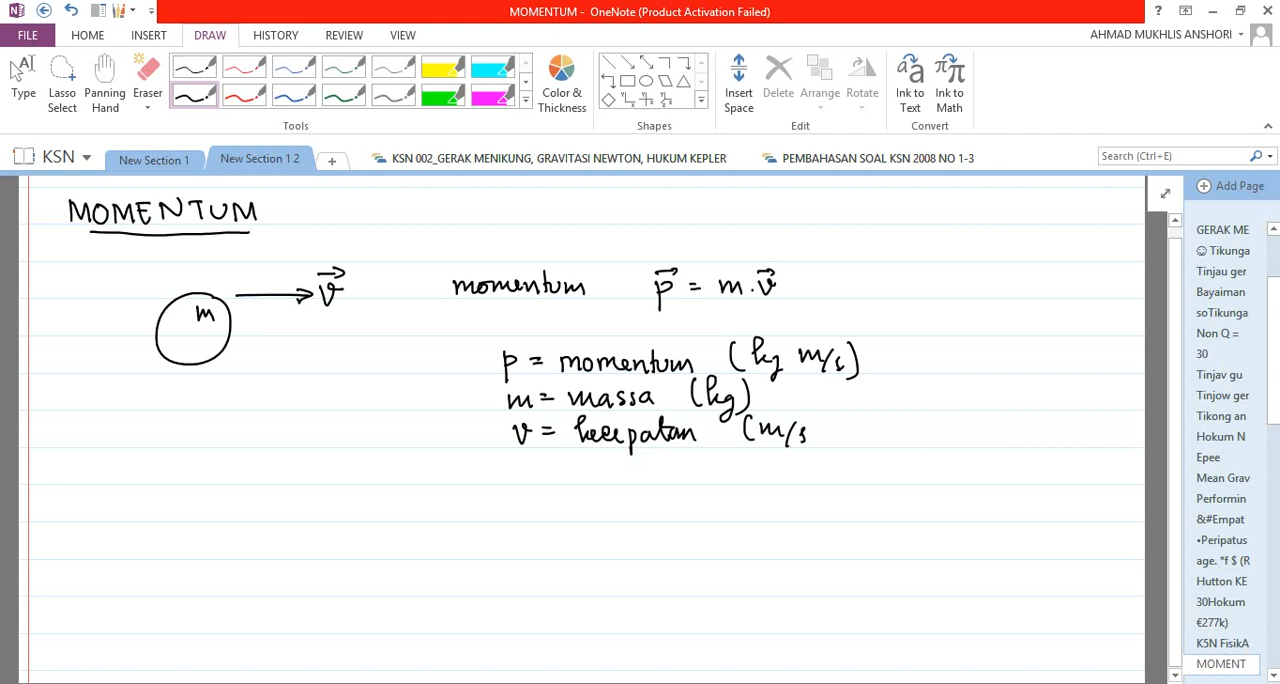 MOMENTUM - OneNote (Product Activation Failed)
?
FILE HOME INSERT DRAW HISTORY REVIEW VIEW
AHMAD MUKHLIS ANSHORI
Type
Lasso Select
Panning Hand
Eraser
Color & Thickness
Insert Space
Delete
Arrange
Rotate
Ink to Text
Ink to Math
Tools
Shapes
Edit
Convert
KSN
New Section 1
New Section 1 2
KSN 002_GERAK MENIKUNG, GRAVITASI NEWTON, HUKUM KEPLER
PEMBAHASAN SOAL KSN 2008 NO 1-3
Search (Ctrl+E)
Add Page
MOMENTUM
m
v⃗
momentum p⃗ = m . v⃗
p = momentum (kg m/s)
m = massa (kg)
v = kecepatan (m/s
GERAK ME
☺ Tikunga
Tinjau ger
Bayaiman
soTikunga
Non Q =
30
Tinjav gu
Tinjow ger
Tikong an
Hokum N
Epee
Mean Grav
Performin
&#Empat
•Peripatus
age. *f $ (R
Hutton KE
30Hokum
€277k)
K5N FisikA
MOMENT